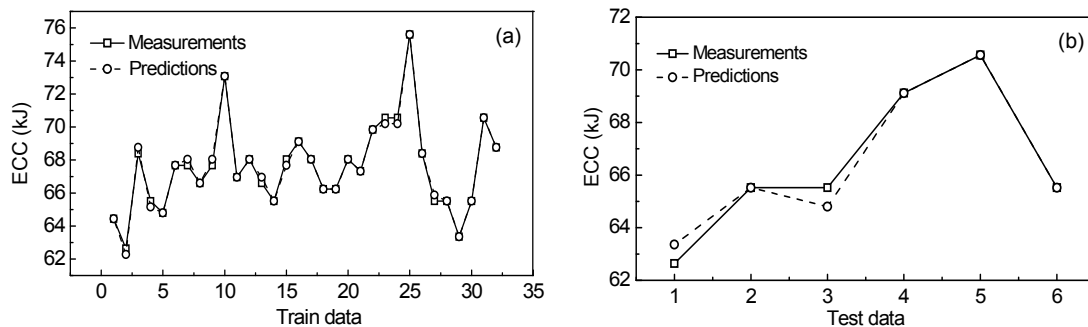 76
74
72
70
68
66
64
62
ECC (kJ)
Measurements
Predictions
(a)
0 5 10 15 20 25 30 35
Train data
72
70
68
66
64
62
ECC (kJ)
Measurements
Predictions
(b)
1 2 3 4 5 6
Test data